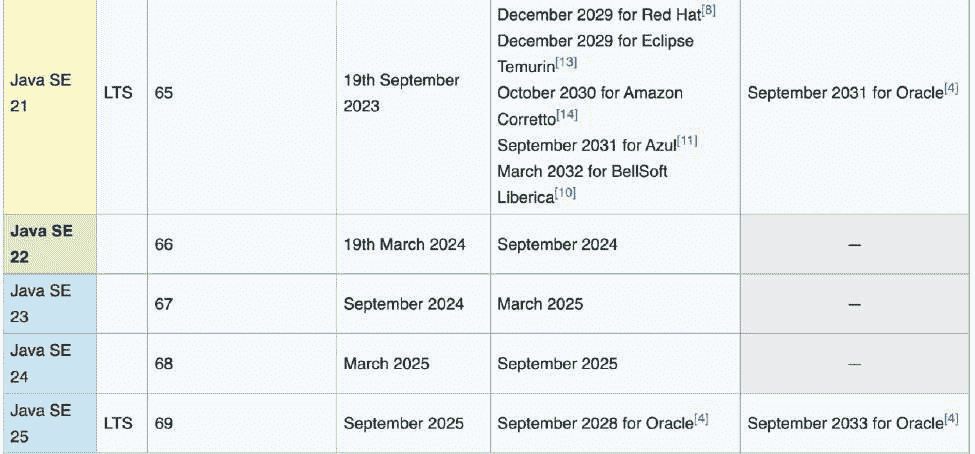 Java SE
21
LTS
65
19th September
2023
December 2029 for Red Hat[8]
December 2029 for Eclipse
Temurin[13]
October 2030 for Amazon
Corretto[14]
September 2031 for Azul[11]
March 2032 for BellSoft
Liberica[10]
September 2031 for Oracle[4]
Java SE
22
66
19th March 2024
September 2024
—
Java SE
23
67
September 2024
March 2025
—
Java SE
24
68
March 2025
September 2025
—
Java SE
25
LTS
69
September 2025
September 2028 for Oracle[4]
September 2033 for Oracle[4]